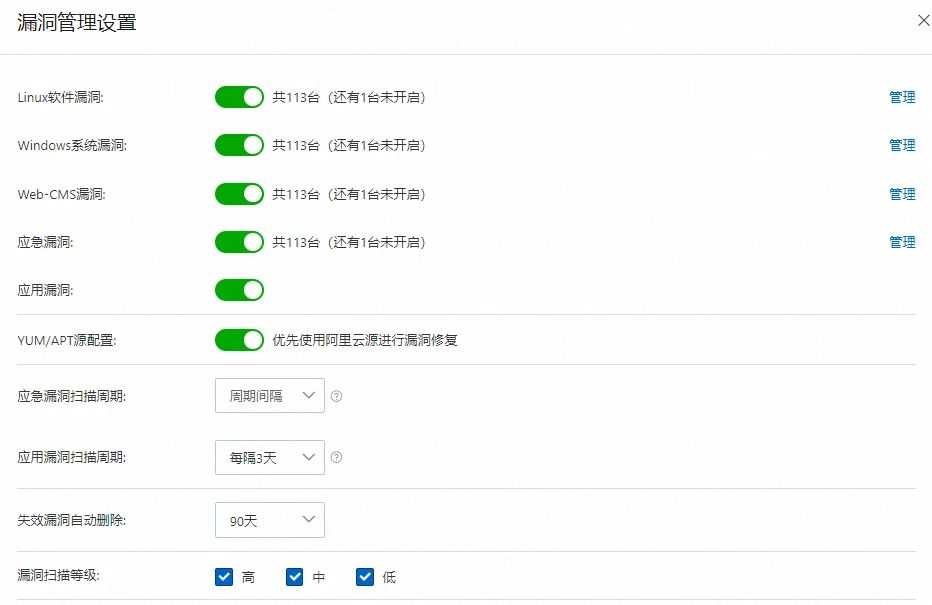 漏洞管理设置
Linux软件漏洞: 共113台（还有1台未开启） 管理
Windows系统漏洞: 共113台（还有1台未开启） 管理
Web-CMS漏洞: 共113台（还有1台未开启） 管理
应急漏洞: 共113台（还有1台未开启） 管理
应用漏洞:
YUM/APT源配置: 优先使用阿里云源进行漏洞修复
应急漏洞扫描周期: 周期间隔
应用漏洞扫描周期: 每隔3天
失效漏洞自动删除: 90天
漏洞扫描等级: 高 中 低